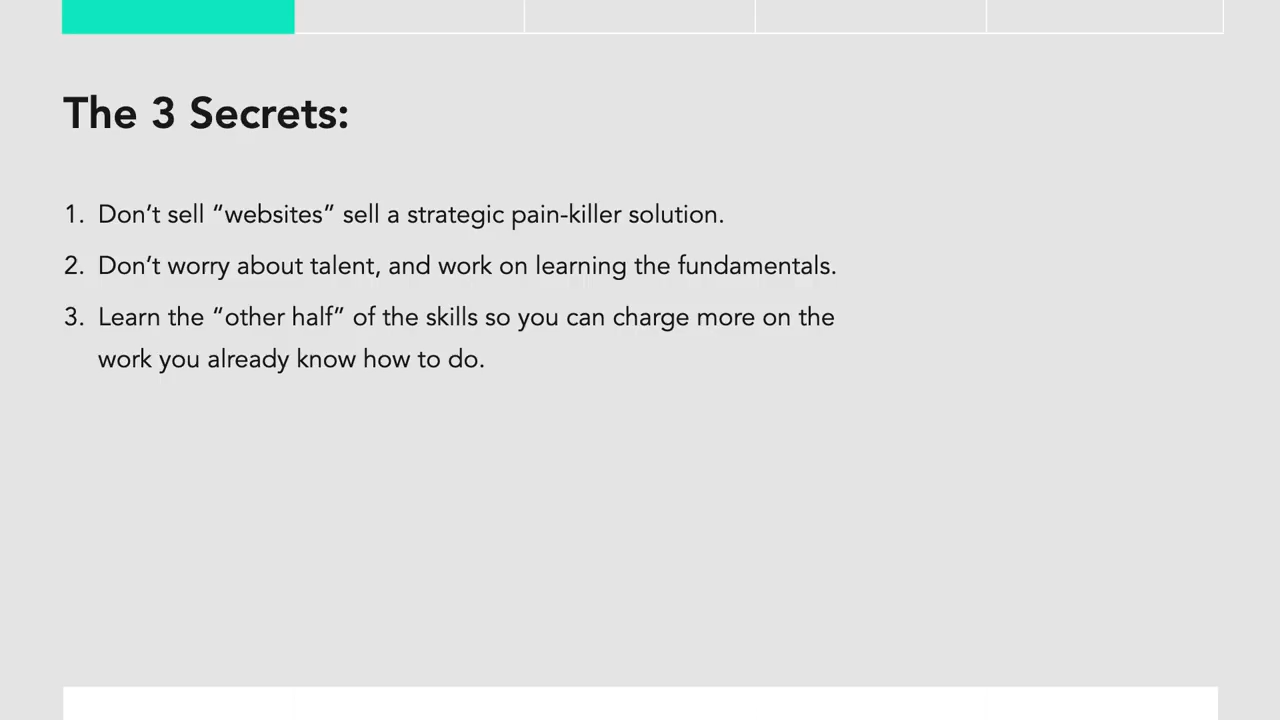 The 3 Secrets:
1. Don’t sell “websites” sell a strategic pain-killer solution.
2. Don’t worry about talent, and work on learning the fundamentals.
3. Learn the “other half” of the skills so you can charge more on the
work you already know how to do.